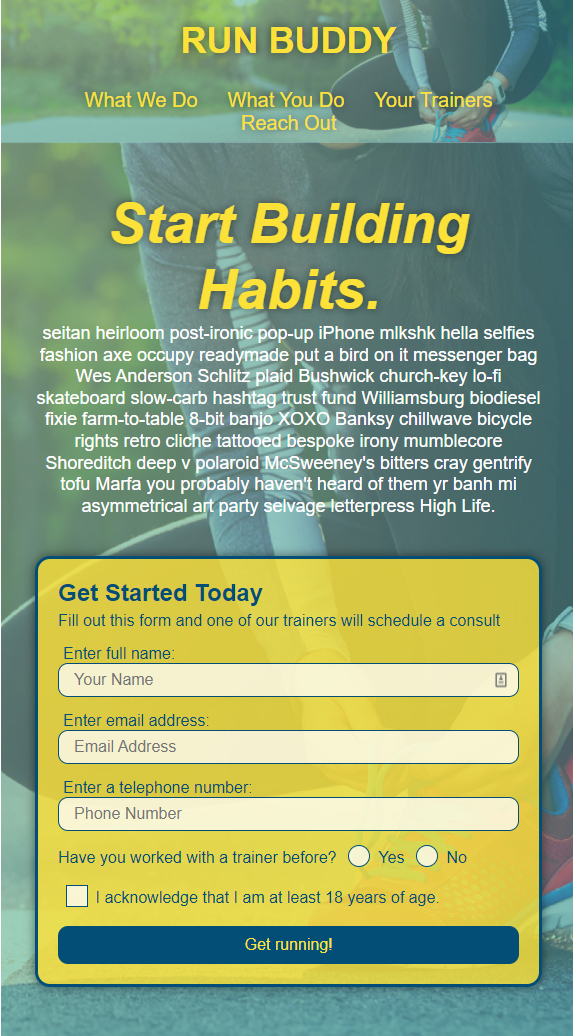 RUN BUDDY
What We Do What You Do Your Trainers
Reach Out
Start Building
Habits.
seitan heirloom post-ironic pop-up iPhone mlkshk hella selfies
fashion axe occupy readymade put a bird on it messenger bag
Wes Anderson Schlitz plaid Bushwick church-key lo-fi
skateboard slow-carb hashtag trust fund Williamsburg biodiesel
fixie farm-to-table 8-bit banjo XOXO Banksy chillwave bicycle
rights retro cliche tattooed bespoke irony mumblecore
Shoreditch deep v polaroid McSweeney's bitters cray gentrify
tofu Marfa you probably haven't heard of them yr banh mi
asymmetrical art party selvage letterpress High Life.
Get Started Today
Fill out this form and one of our trainers will schedule a consult
Enter full name:
Your Name
Enter email address:
Email Address
Enter a telephone number:
Phone Number
Have you worked with a trainer before? Yes No
I acknowledge that I am at least 18 years of age.
Get running!